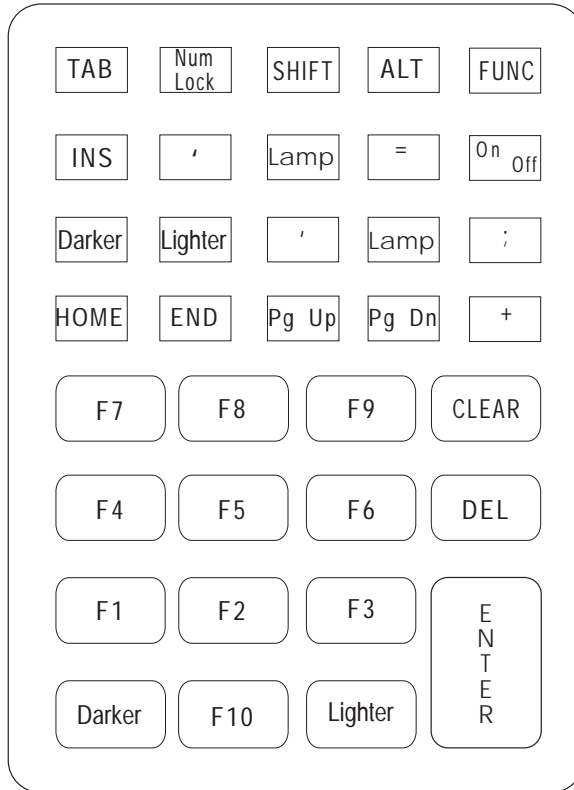 TAB Num Lock SHIFT ALT FUNC
INS ‘ Lamp = On Off
Darker Lighter ‘ Lamp ;
HOME END Pg Up Pg Dn +
F7 F8 F9 CLEAR
F4 F5 F6 DEL
F1 F2 F3 ENTER
Darker F10 Lighter